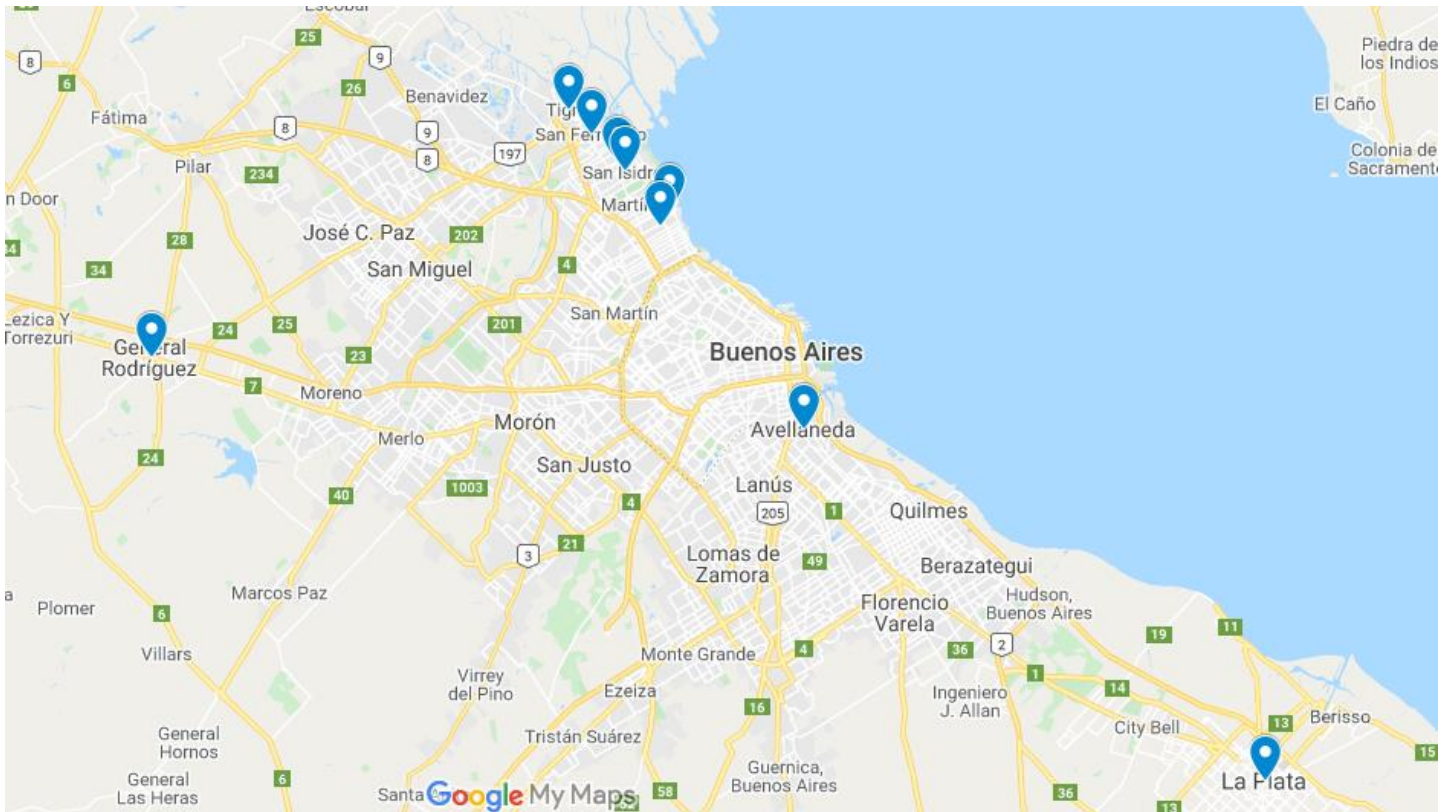 Escobar
25
9
8
6
26
Benavidez
Piedra de
los Indios
El Caño
Fátima
8
9
8
197
Tigre
San Fernando
Pilar
234
San Isidro
Colonia de
Sacramento
n Door
Martínez
28
José C. Paz
202
34
San Miguel
4
Lezica Y
Torrezuri
24
25
201
San Martín
General
Rodríguez
23
Buenos Aires
7
Moreno
Morón
Merlo
Avellaneda
24
San Justo
1003
40
4
Lanús
205
1
Quilmes
3
21
Lomas de
Zamora
49
Berazategui
Marcos Paz
Plomer
6
Florencio
Varela
Hudson,
Buenos Aires
11
19
Villars
Monte Grande
4
36
2
Virrey
del Pino
Ezeiza
1
14
Ingeniero
J. Allan
16
City Bell
13
Berisso
General
Hornos
Tristán Suárez
15
General
Las Heras
6
Guernica,
Buenos Aires
La Plata
Santa
Google My Maps
58
36
13